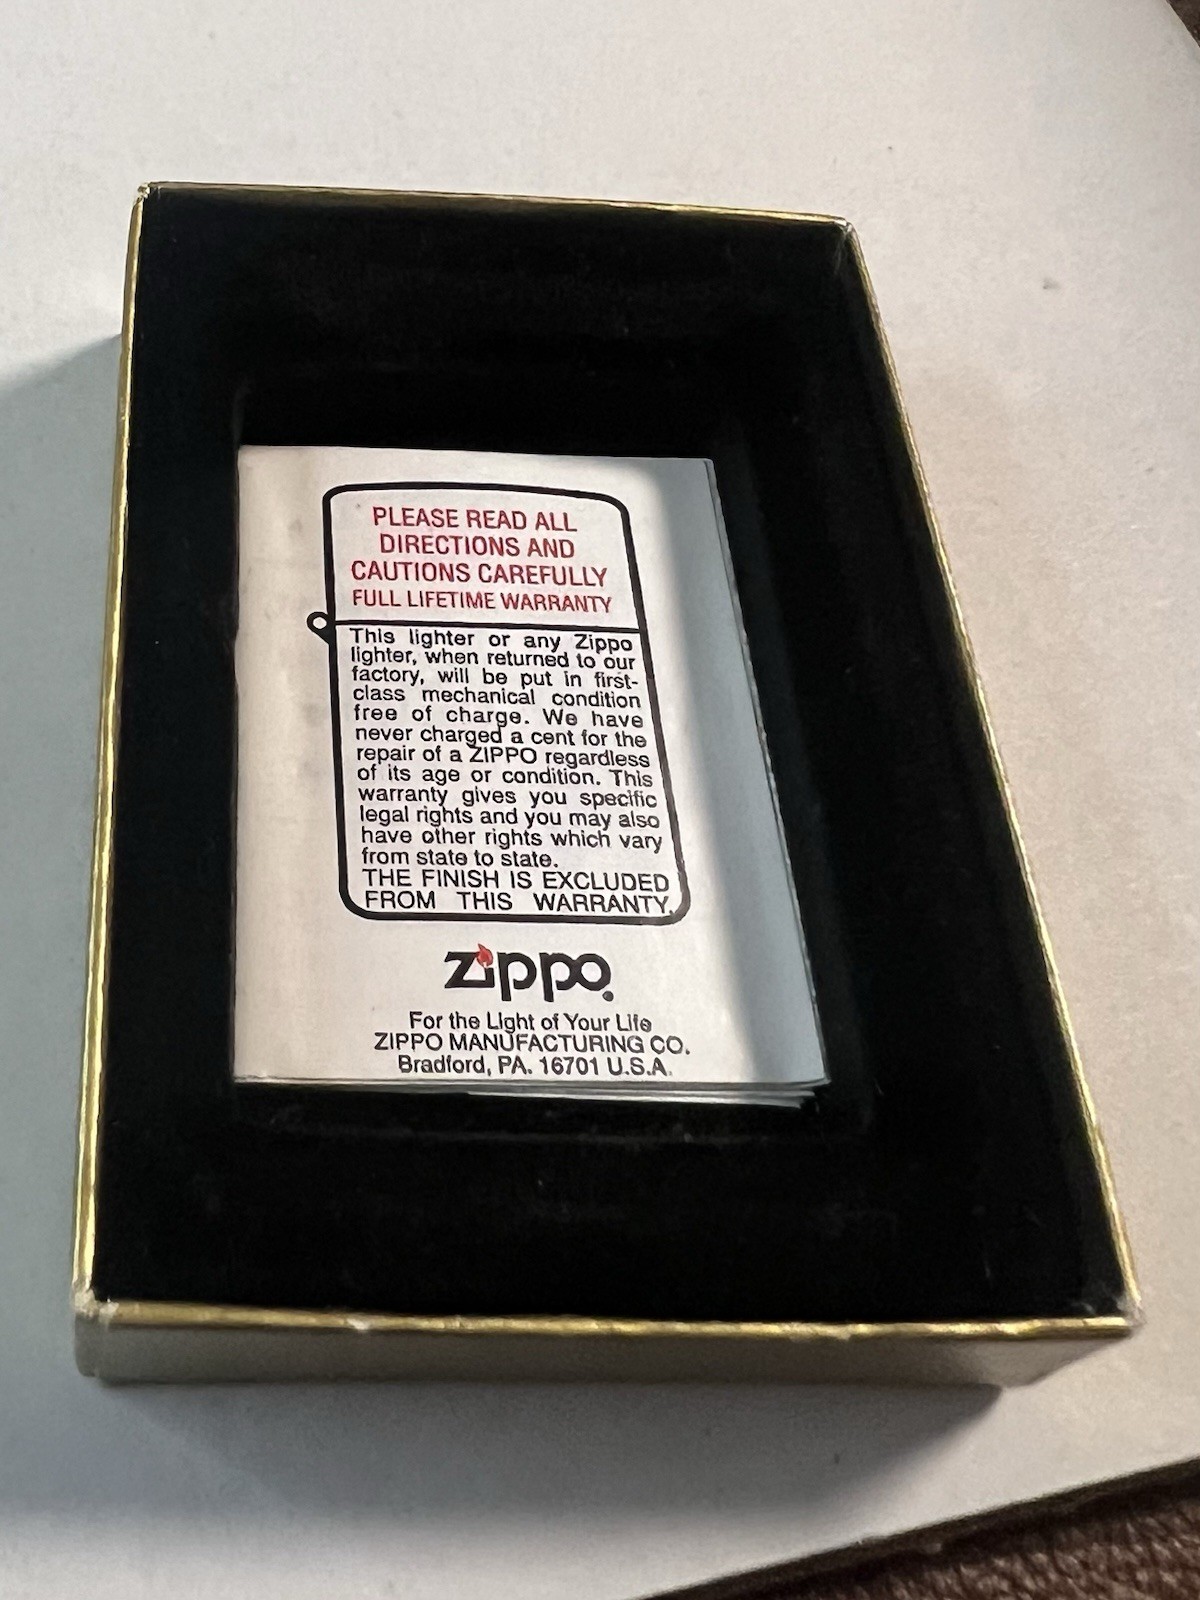 PLEASE READ ALL
DIRECTIONS AND
CAUTIONS CAREFULLY
FULL LIFETIME WARRANTY
This lighter or any Zippo
lighter, when returned to our
factory, will be put in first-
class mechanical condition
free of charge. We have
never charged a cent for the
repair of a ZIPPO regardless
of its age or condition. This
warranty gives you specific
legal rights and you may also
have other rights which vary
from state to state.
THE FINISH IS EXCLUDED
FROM THIS WARRANTY.
zippo
For the Light of Your Life
ZIPPO MANUFACTURING CO.
Bradford, PA. 16701 U.S.A.